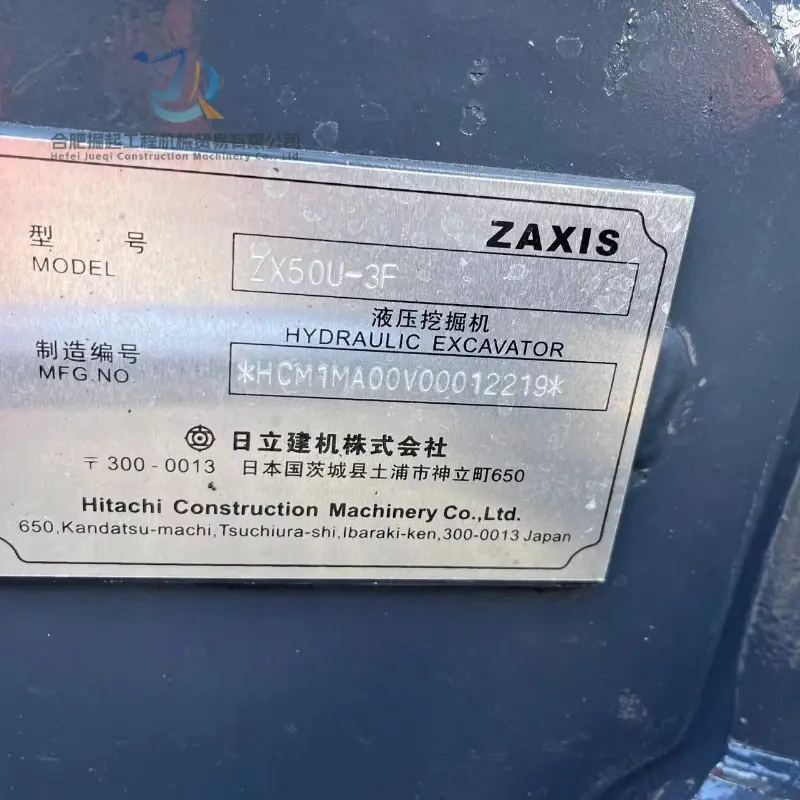 合肥掘起工程机械贸易有限公司
Hefei Jueqi Construction Machinery Co., Ltd.
ZAXIS
型 号
MODEL
ZX50U-3F
液压挖掘机
HYDRAULIC EXCAVATOR
制造编号
MFG.NO.
*HCM1MA00V00012219*
日立建机株式会社
〒300-0013 日本国茨城县土浦市神立町650
Hitachi Construction Machinery Co.,Ltd.
650,Kandatsu-machi,Tsuchiura-shi,Ibaraki-ken,300-0013 Japan